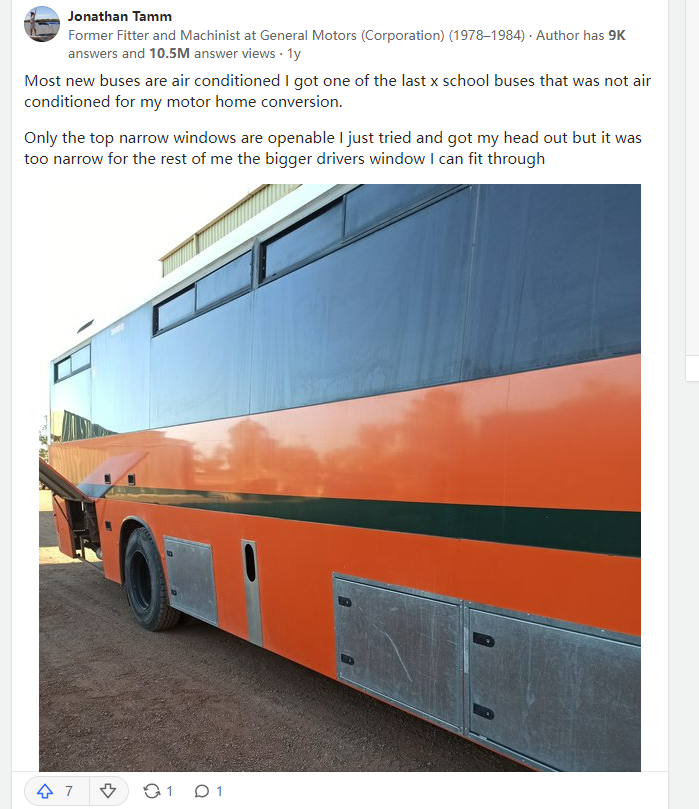 Jonathan Tamm
Former Fitter and Machinist at General Motors (Corporation) (1978–1984) · Author has 9K
answers and 10.5M answer views · 1y
Most new buses are air conditioned I got one of the last x school buses that was not air
conditioned for my motor home conversion.
Only the top narrow windows are openable I just tried and got my head out but it was
too narrow for the rest of me the bigger drivers window I can fit through
7
1
1